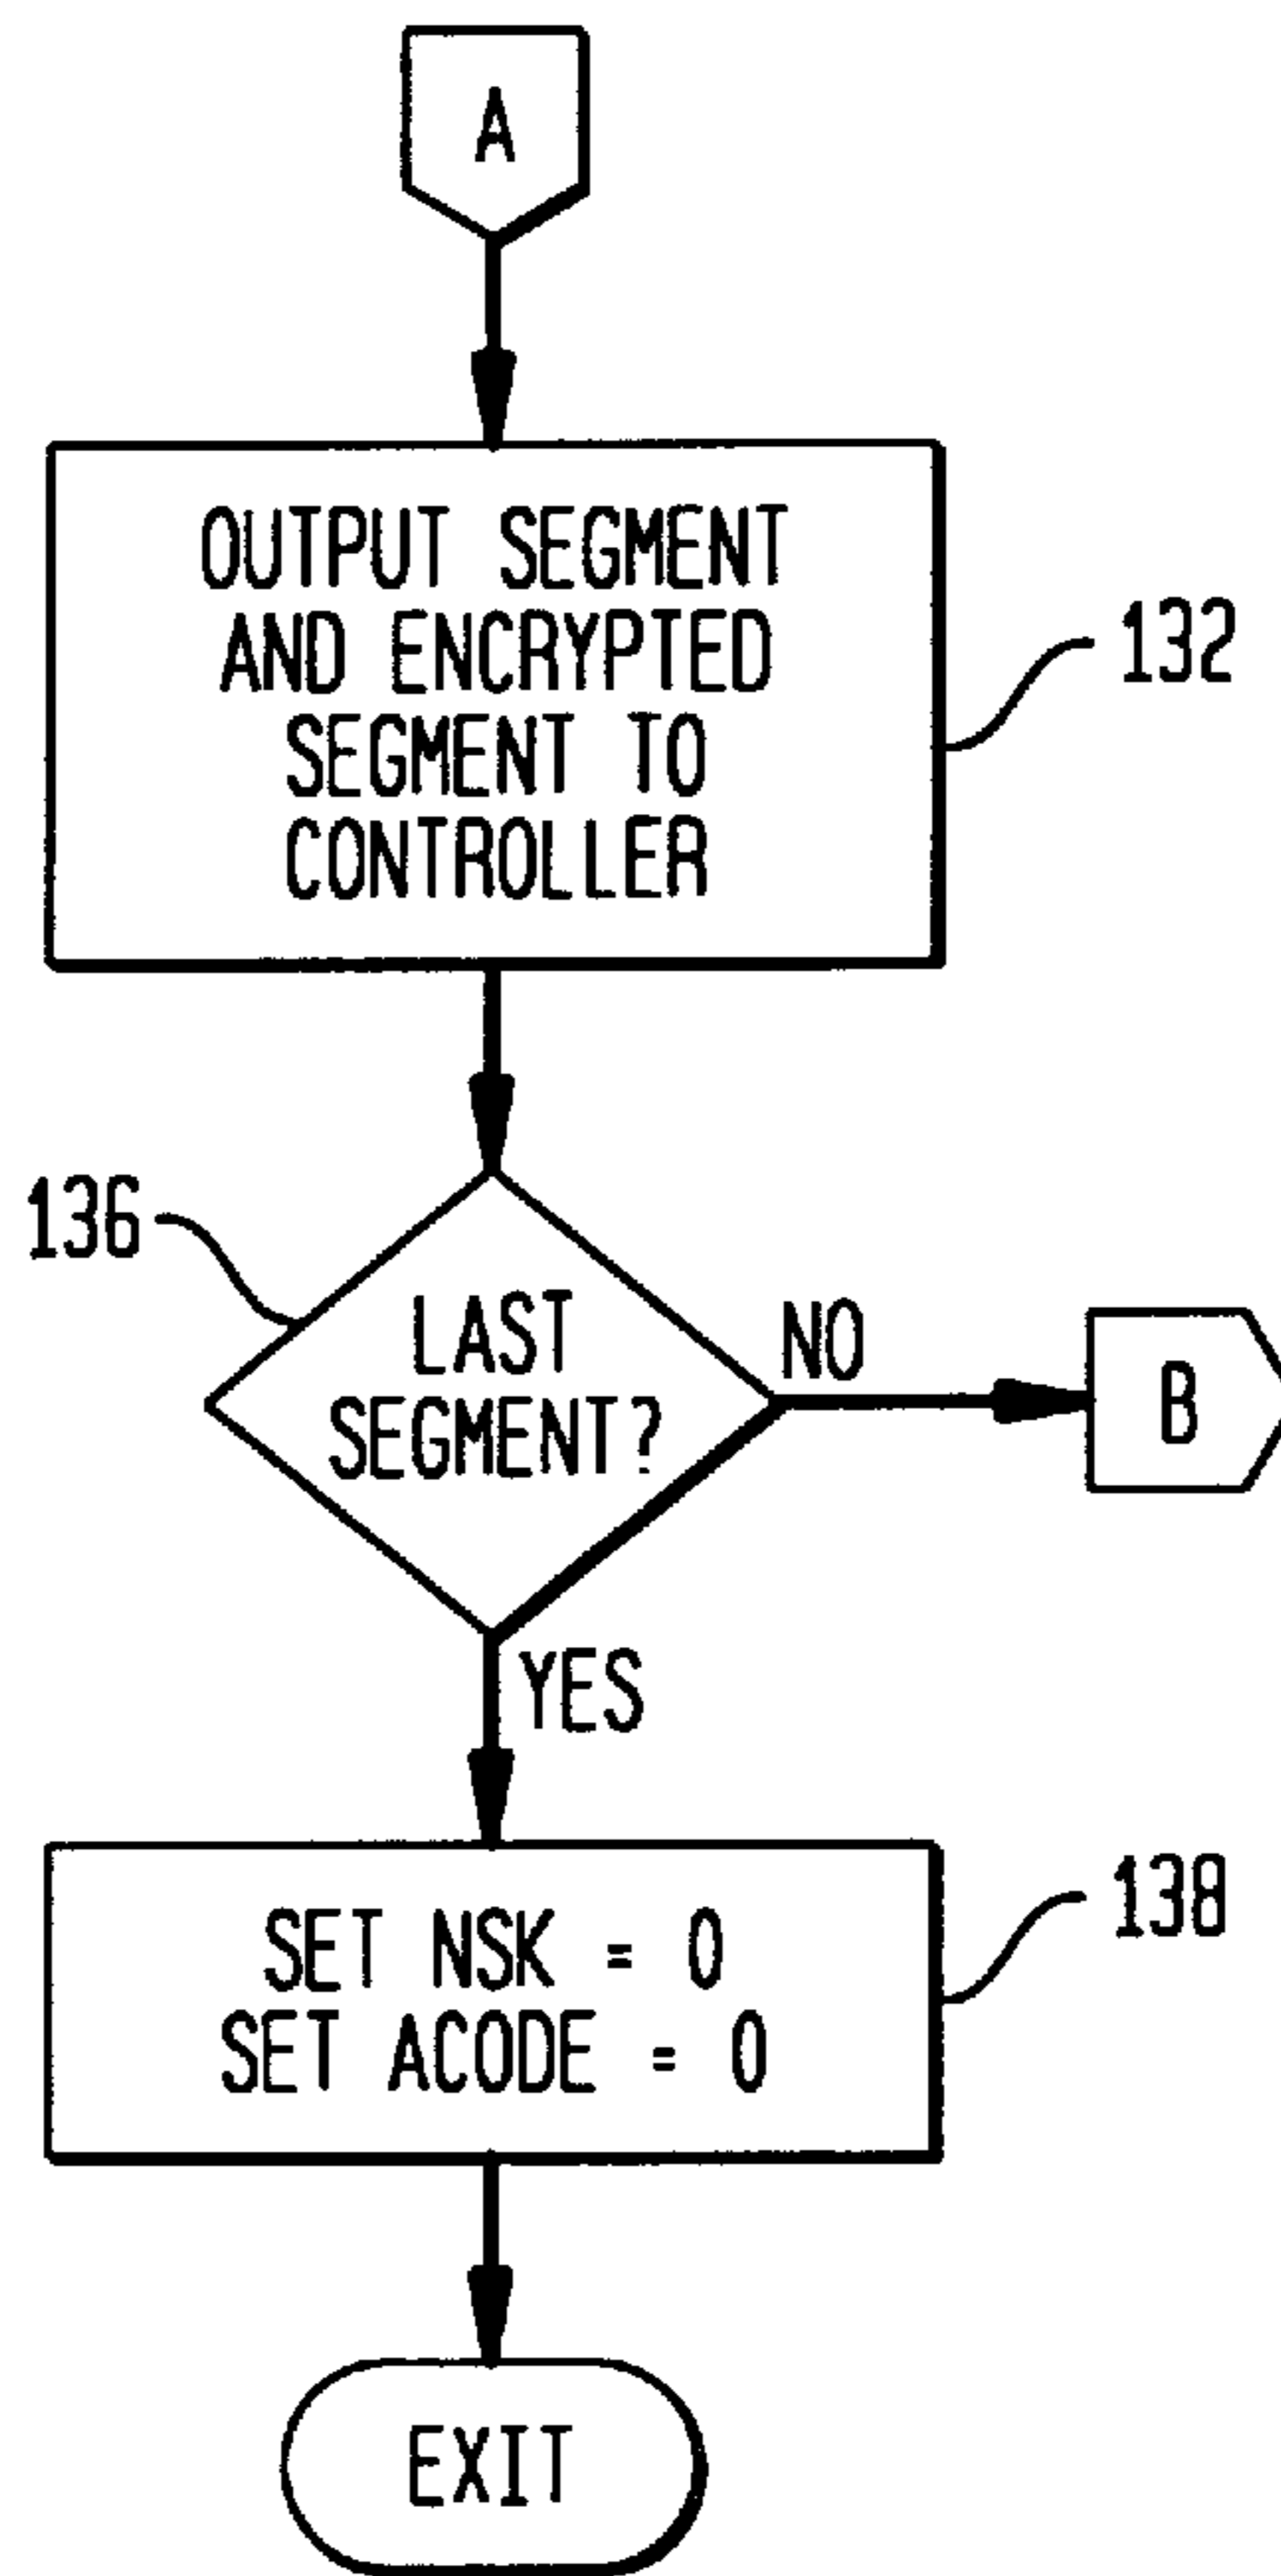 A
OUTPUT SEGMENT
AND ENCRYPTED
SEGMENT TO
CONTROLLER
132
136
LAST
SEGMENT?
NO
B
YES
SET NSK = 0
SET ACODE = 0
138
EXIT